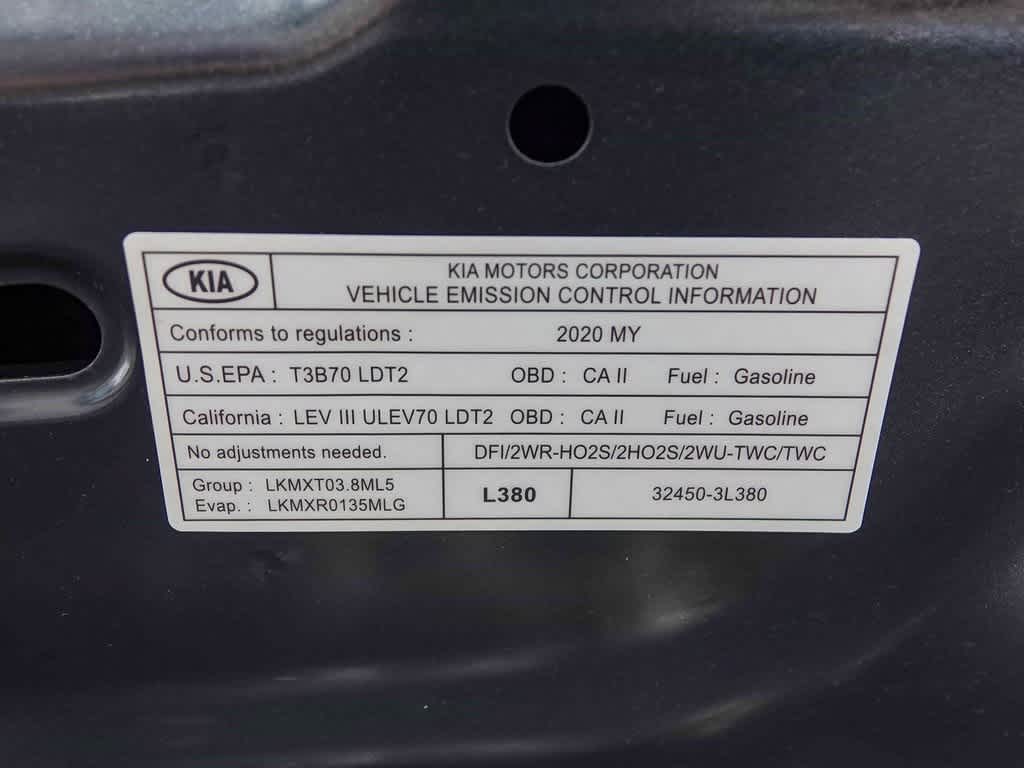 KIA
KIA MOTORS CORPORATION
VEHICLE EMISSION CONTROL INFORMATION
Conforms to regulations : 2020 MY
U.S.EPA : T3B70 LDT2 OBD : CA II Fuel : Gasoline
California : LEV III ULEV70 LDT2 OBD : CA II Fuel : Gasoline
No adjustments needed. DFI/2WR-HO2S/2HO2S/2WU-TWC/TWC
Group : LKMXT03.8ML5
Evap. : LKMXR0135MLG
L380
32450-3L380